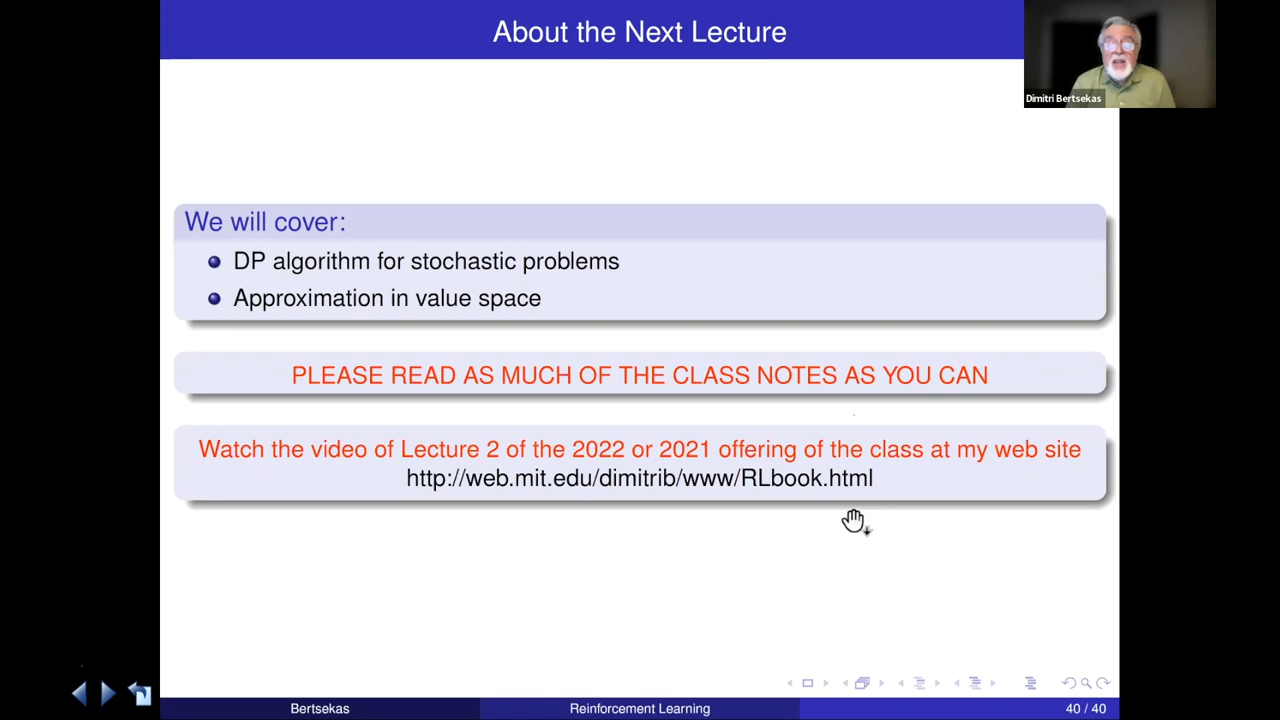 About the Next Lecture
Dimitri Bertsekas
We will cover:
DP algorithm for stochastic problems
Approximation in value space
PLEASE READ AS MUCH OF THE CLASS NOTES AS YOU CAN
Watch the video of Lecture 2 of the 2022 or 2021 offering of the class at my web site
http://web.mit.edu/dimitrib/www/RLbook.html
Bertsekas
Reinforcement Learning
40 / 40